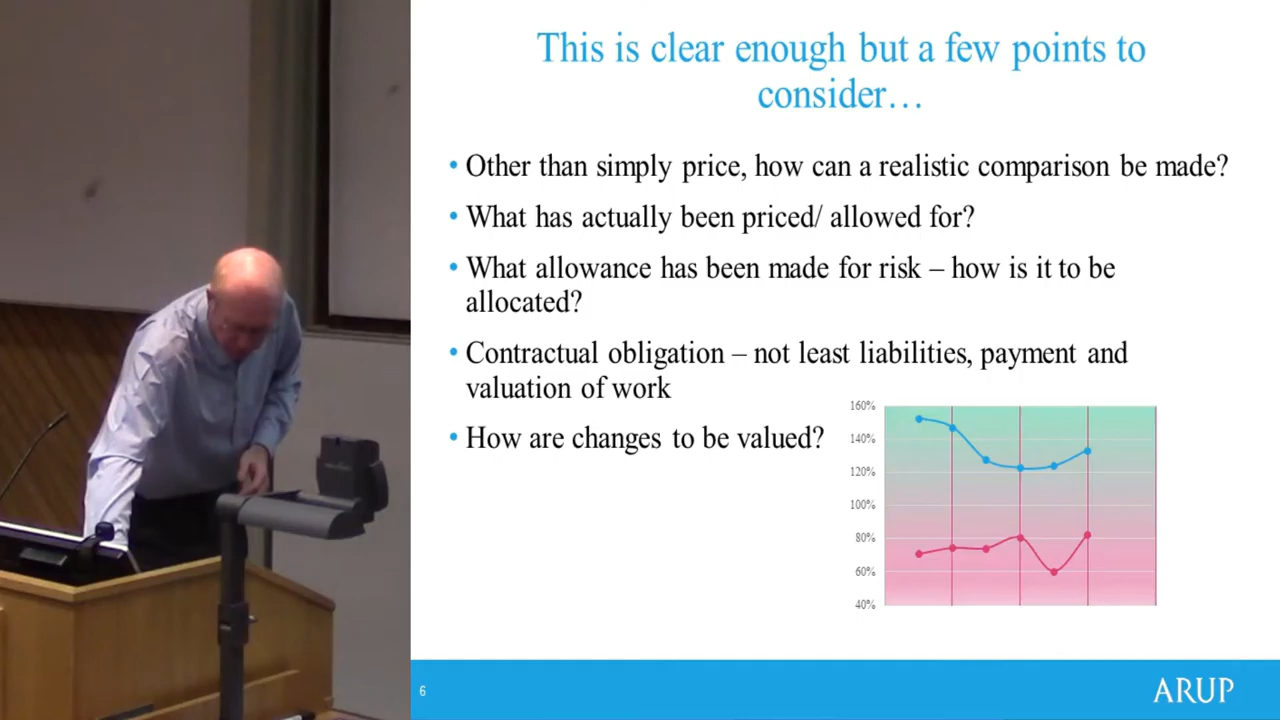 This is clear enough but a few points to
consider…
• Other than simply price, how can a realistic comparison be made?
• What has actually been priced/ allowed for?
• What allowance has been made for risk – how is it to be
allocated?
• Contractual obligation – not least liabilities, payment and
valuation of work
• How are changes to be valued?
160%
140%
120%
100%
80%
60%
40%
6
ARUP